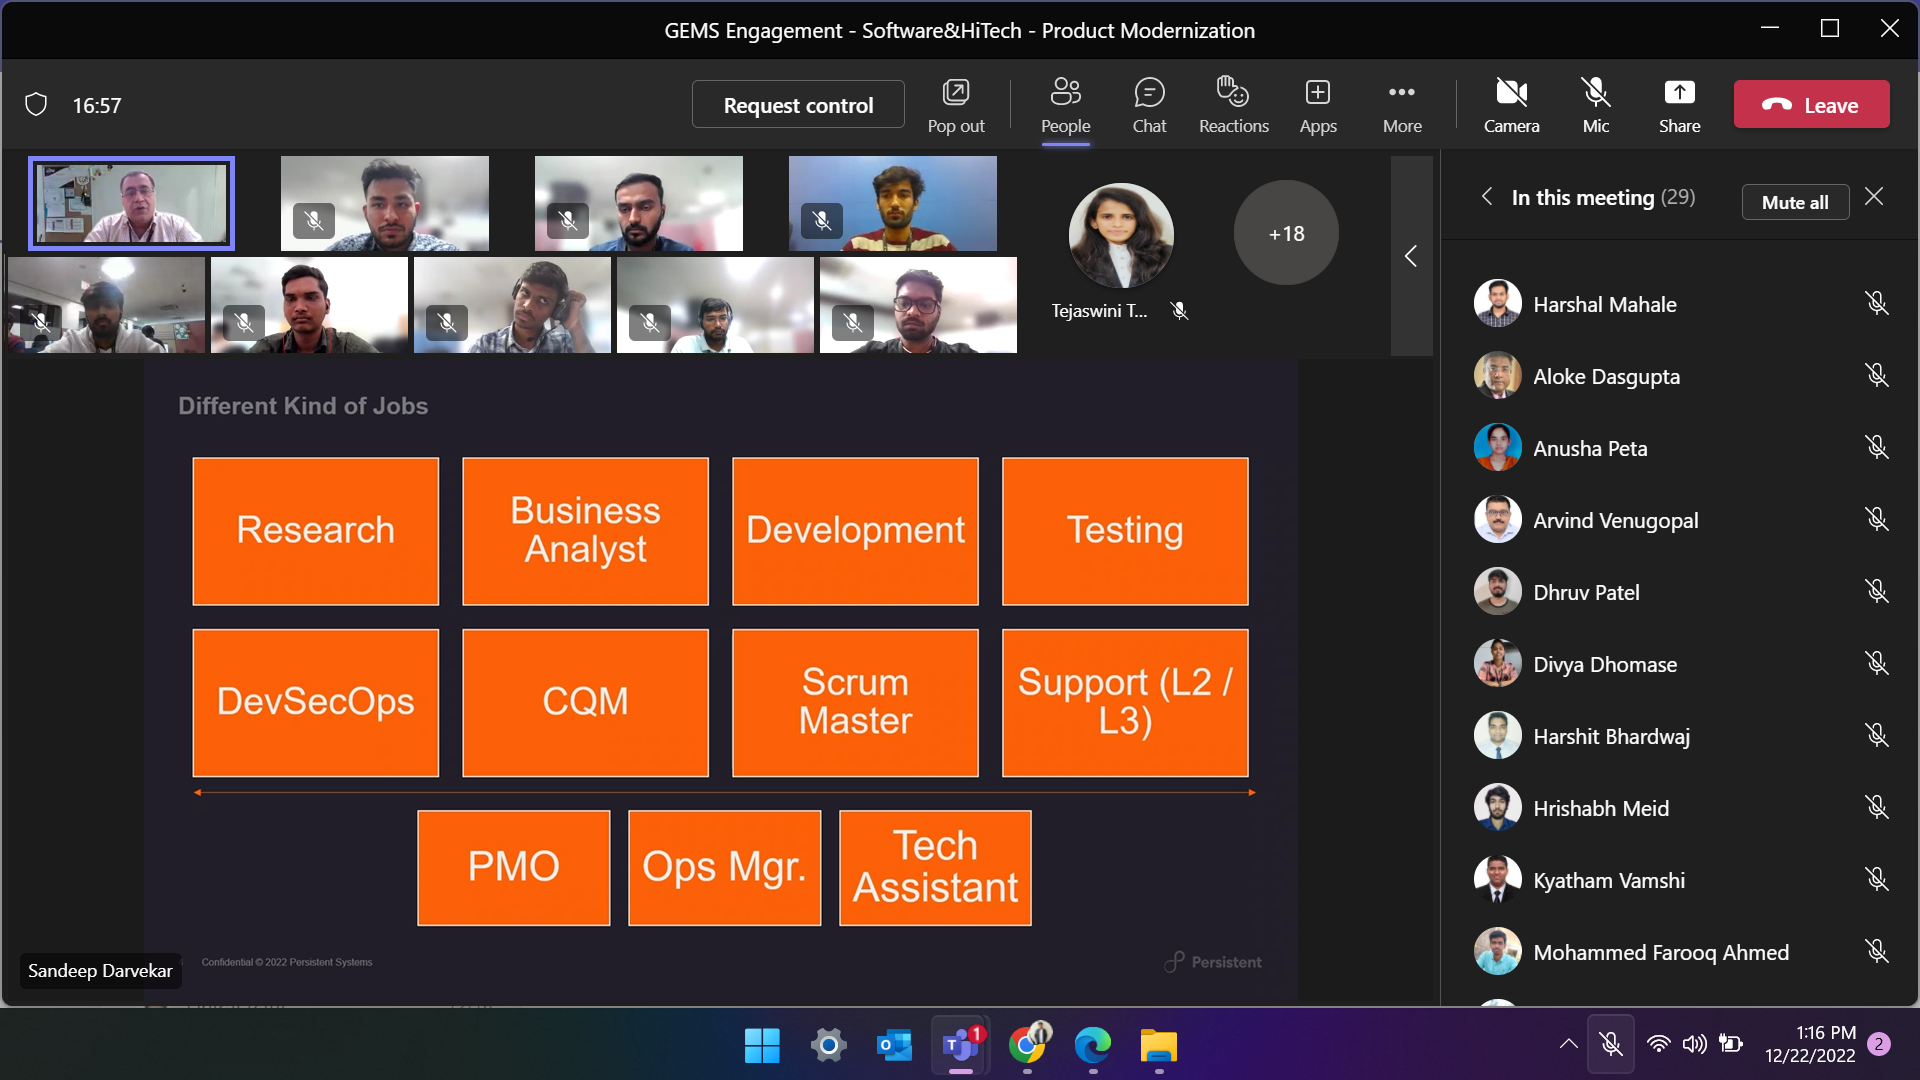 GEMS Engagement - Software&HiTech - Product Modernization
16:57
Request control
Pop out
People
Chat
Reactions
Apps
More
Camera
Mic
Share
Leave
Tejaswini T...
+18
In this meeting (29)
Mute all
Harshal Mahale
Aloke Dasgupta
Anusha Peta
Arvind Venugopal
Dhruv Patel
Divya Dhomase
Harshit Bhardwaj
Hrishabh Meid
Kyatham Vamshi
Mohammed Farooq Ahmed
Different Kind of Jobs
Research
Business
Analyst
Development
Testing
DevSecOps
CQM
Scrum
Master
Support (L2 /
L3)
PMO
Ops Mgr.
Tech
Assistant
Sandeep Darvekar
Confidential © 2022 Persistent Systems
Persistent
1
1:16 PM
12/22/2022
2